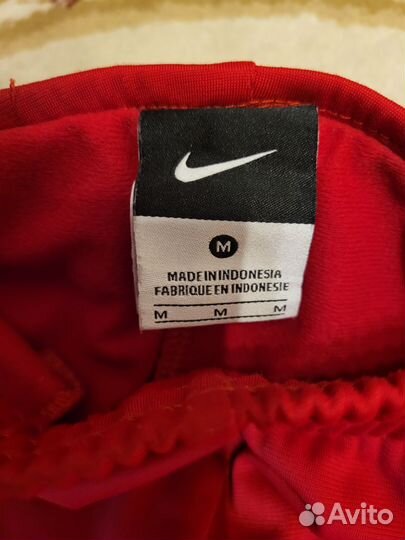 M
MADE IN INDONESIA
FABRIQUE EN INDONESIE
M M M
Avito